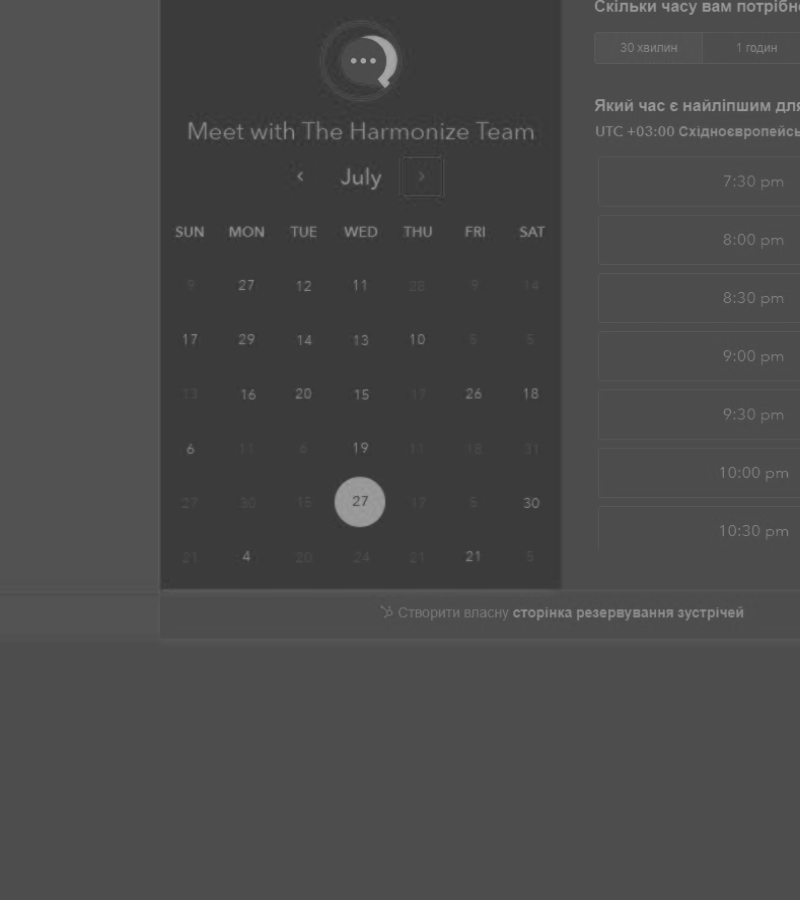 Скільки часу вам потрібно
30 хвилин 1 годин
Meet with The Harmonize Team
July
Який час є найліпшим для
UTC +03:00 Східноєвропейсь
SUN MON TUE WED THU FRI SAT
9 27 12 11 28 9 14
17 29 14 13 10 5 5
13 16 20 15 17 26 18
6 11 6 19 11 18 31
27 30 15 27 17 5 30
21 4 20 24 21 21 5
7:30 pm
8:00 pm
8:30 pm
9:00 pm
9:30 pm
10:00 pm
10:30 pm
Створити власну сторінка резервування зустрічей